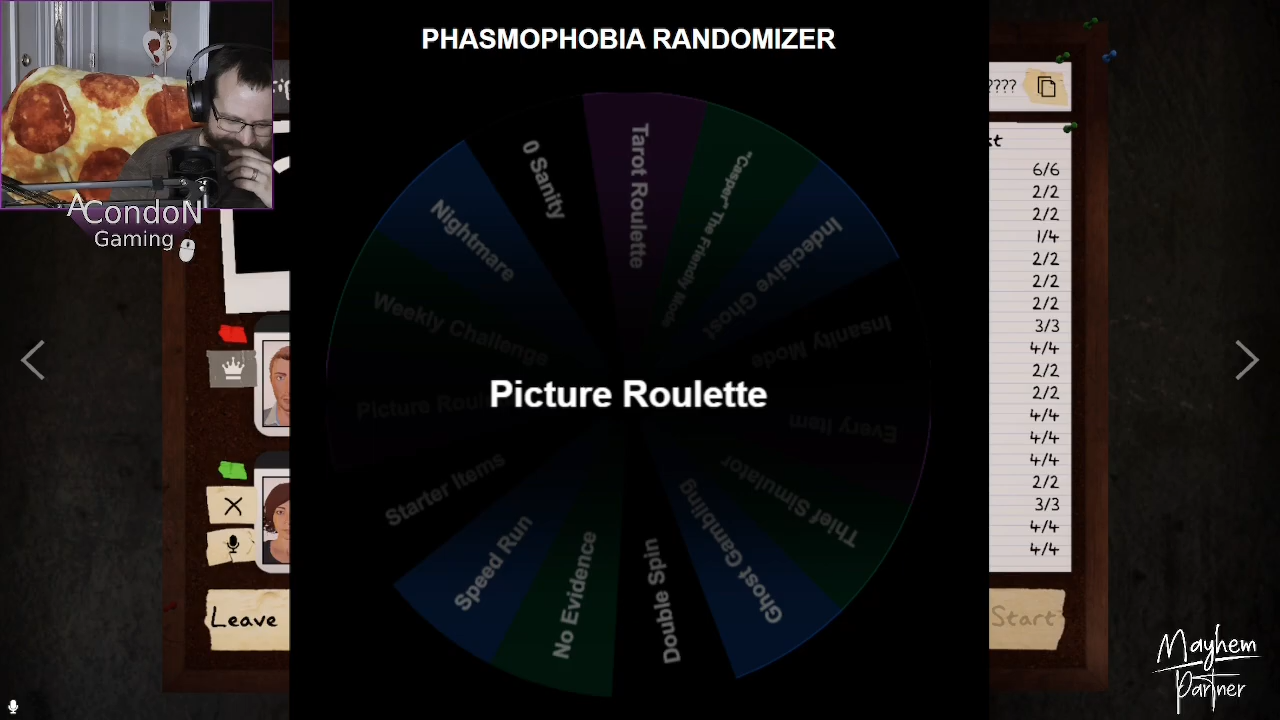 PHASMOPHOBIA RANDOMIZER
0 Sanity
Tarot Roulette
"Casper" The Friendly Mode
Indecisive Ghost
Insanity Mode
Every Item
Thief Simulator
Ghost Gambling
Double Spin
No Evidence
Speed Run
Starter Items
Picture Roul
Weekly Challenge
Nightmare
Picture Roulette
ACondoN
Gaming
????
st
6/6
2/2
2/2
1/4
2/2
2/2
2/2
3/3
4/4
2/2
2/2
4/4
4/4
4/4
2/2
3/3
4/4
4/4
Leave
Start
Mayhem
Partner